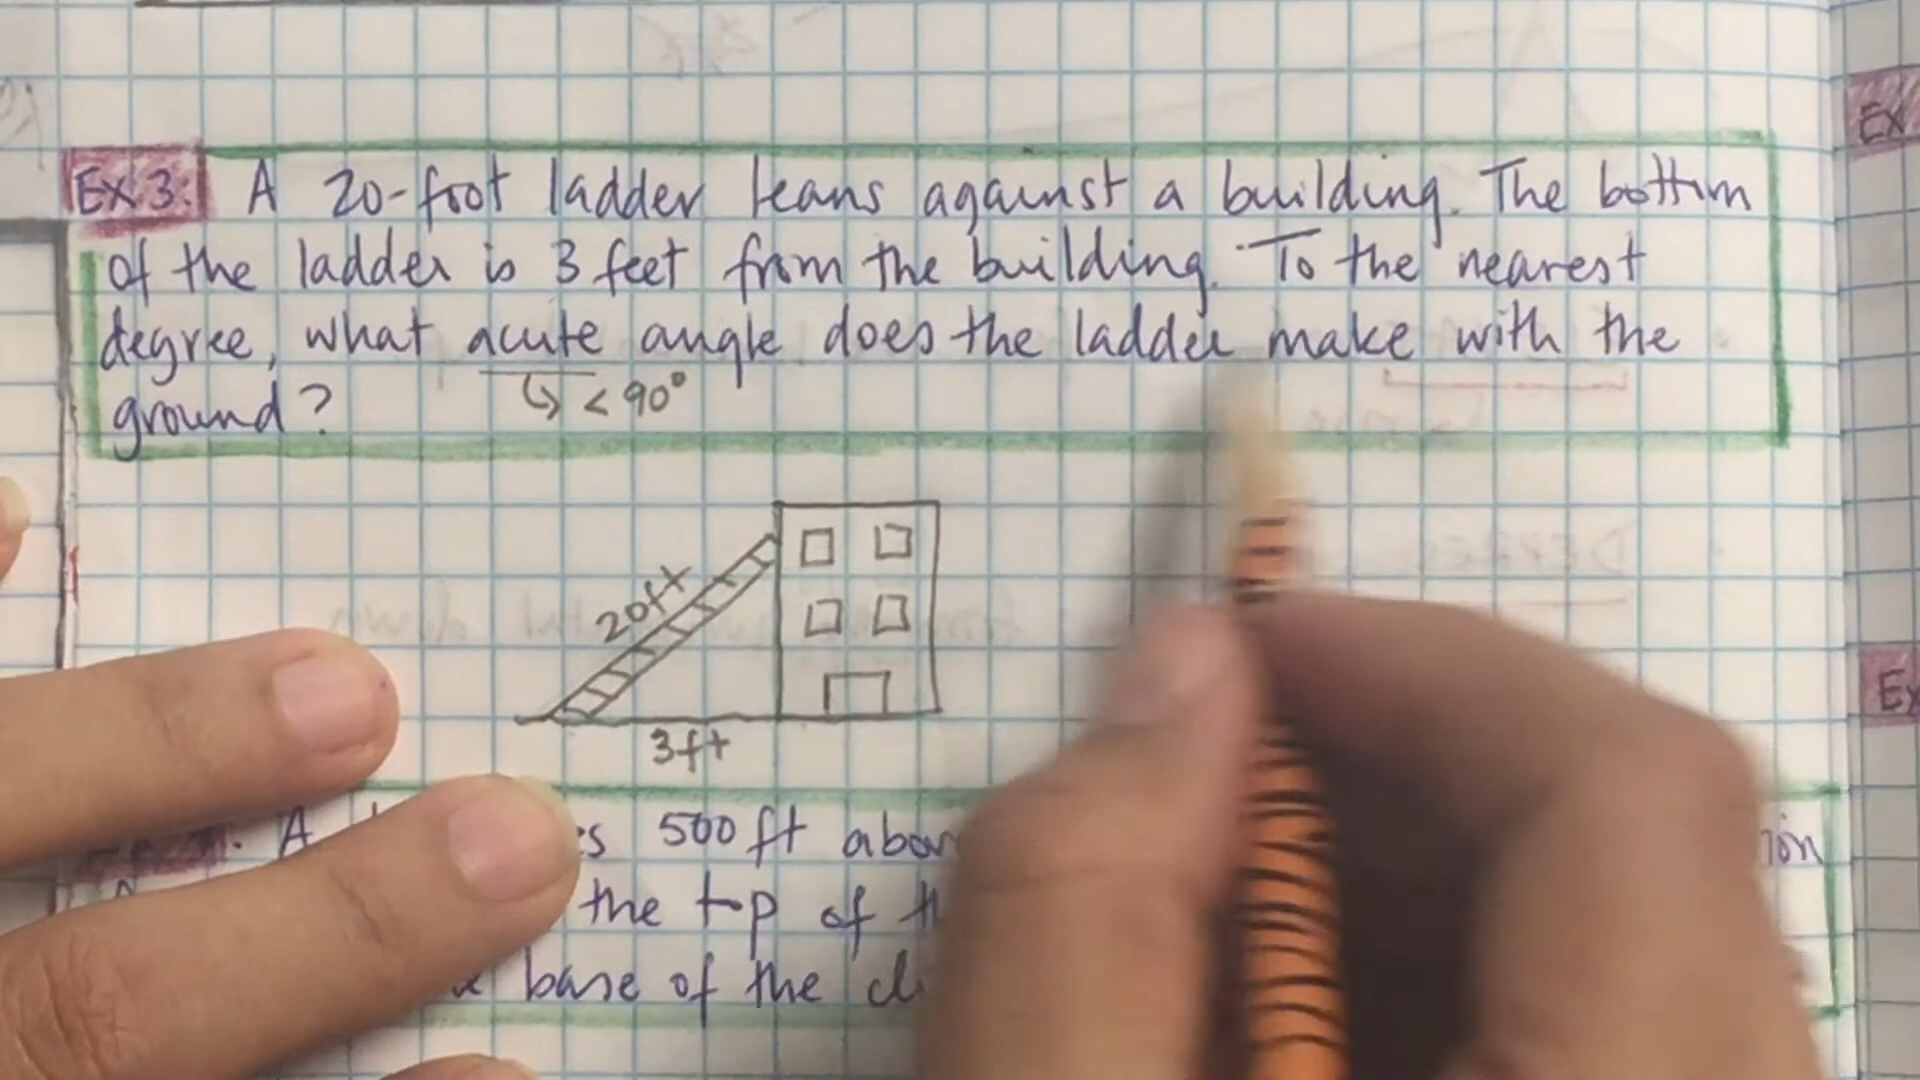 Ex
Ex 3: A 20-foot ladder leans against a building. The bottom
of the ladder is 3 feet from the building. To the nearest
degree, what acute angle does the ladder make with the
↳ < 90°
ground?
20ft
3ft
Ex
A 500 ft
the top of
base of the